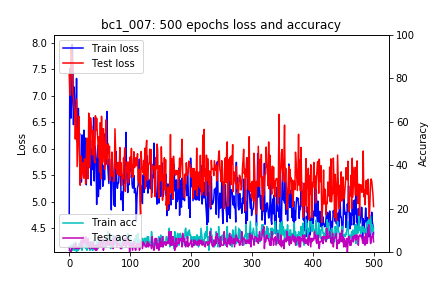 bc1_007: 500 epochs loss and accuracy
Train loss
Test loss
Train acc
Test acc
Loss
8.0
7.5
7.0
6.5
6.0
5.5
5.0
4.5
Accuracy
100
80
60
40
20
0
0 100 200 300 400 500